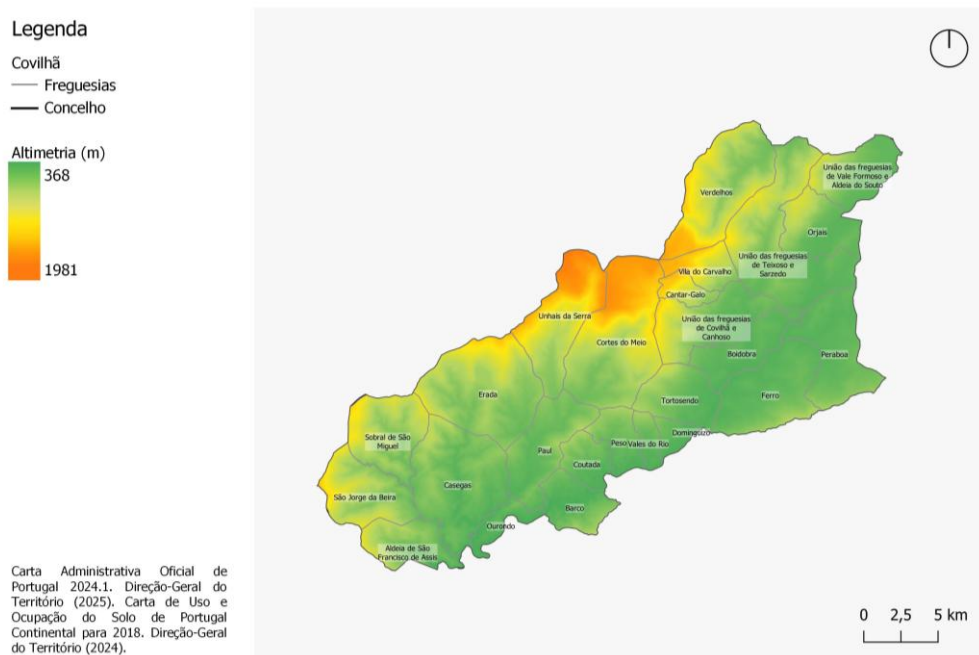 Legenda
Covilhã
Freguesias
Concelho
Altimetria (m)
368
1981
Carta Administrativa Oficial de
Portugal 2024.1. Direção-Geral do
Território (2025). Carta de Uso e
Ocupação do Solo de Portugal
Continental para 2018. Direção-Geral
do Território (2024).
União das freguesias
de Vale Formoso e
Aldeia do Souto
Verdelhos
Orjais
União das freguesias
de Teixoso e
Sarzedo
Vila do Carvalho
Cantar-Galo
Unhais da Serra
União das freguesias
de Covilhã e
Canhoso
Cortes do Meio
Boidobra
Peraboa
Erada
Ferro
Tortosendo
Dominguizo
Sobral de São
Miguel
Peso
Vales do Rio
Paul
Coutada
Casegas
São Jorge da Beira
Barco
Ourondo
Aldeia de São
Francisco de Assis
0 2,5 5 km